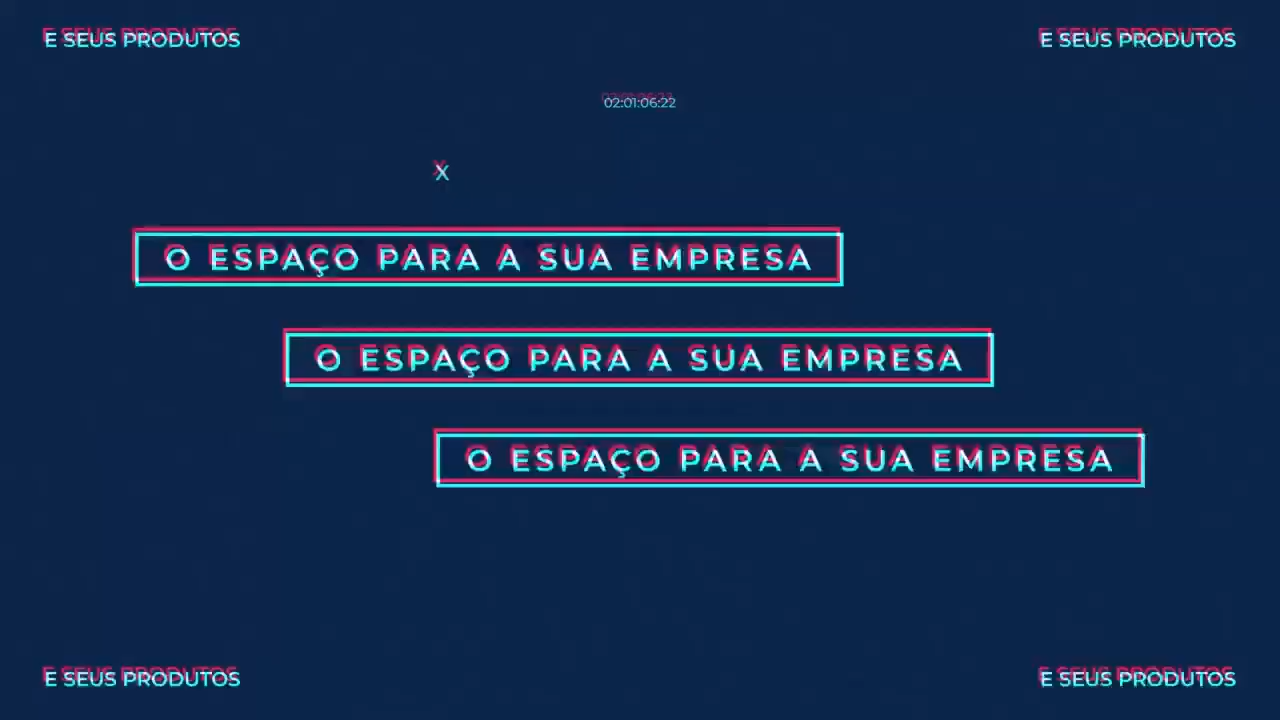 E SEUS PRODUTOS
E SEUS PRODUTOS
02:01:06:22
X
O ESPAÇO PARA A SUA EMPRESA
O ESPAÇO PARA A SUA EMPRESA
O ESPAÇO PARA A SUA EMPRESA
E SEUS PRODUTOS
E SEUS PRODUTOS